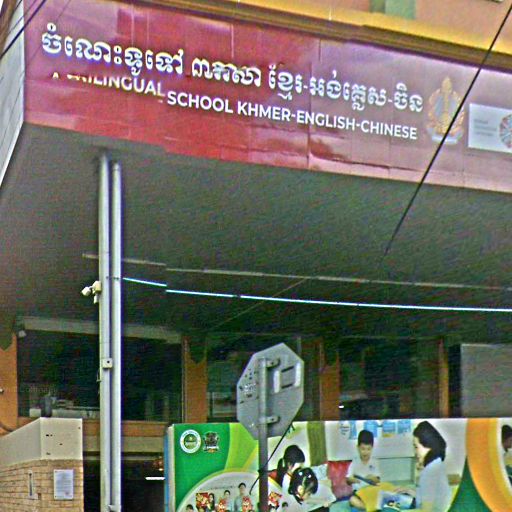 ចំណេះទូទៅ ៣ភាសា ខ្មែរ-អង់គ្លេស-ចិន
A TRILINGUAL SCHOOL KHMER-ENGLISH-CHINESE